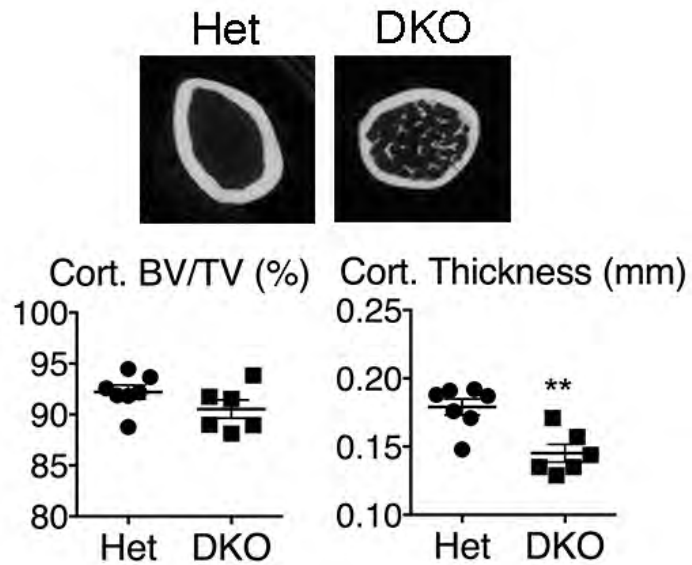 Het DKO
Cort. BV/TV (%)
100
95
90
85
80
Het DKO
Cort. Thickness (mm)
0.25
0.20
0.15
0.10
**
Het DKO